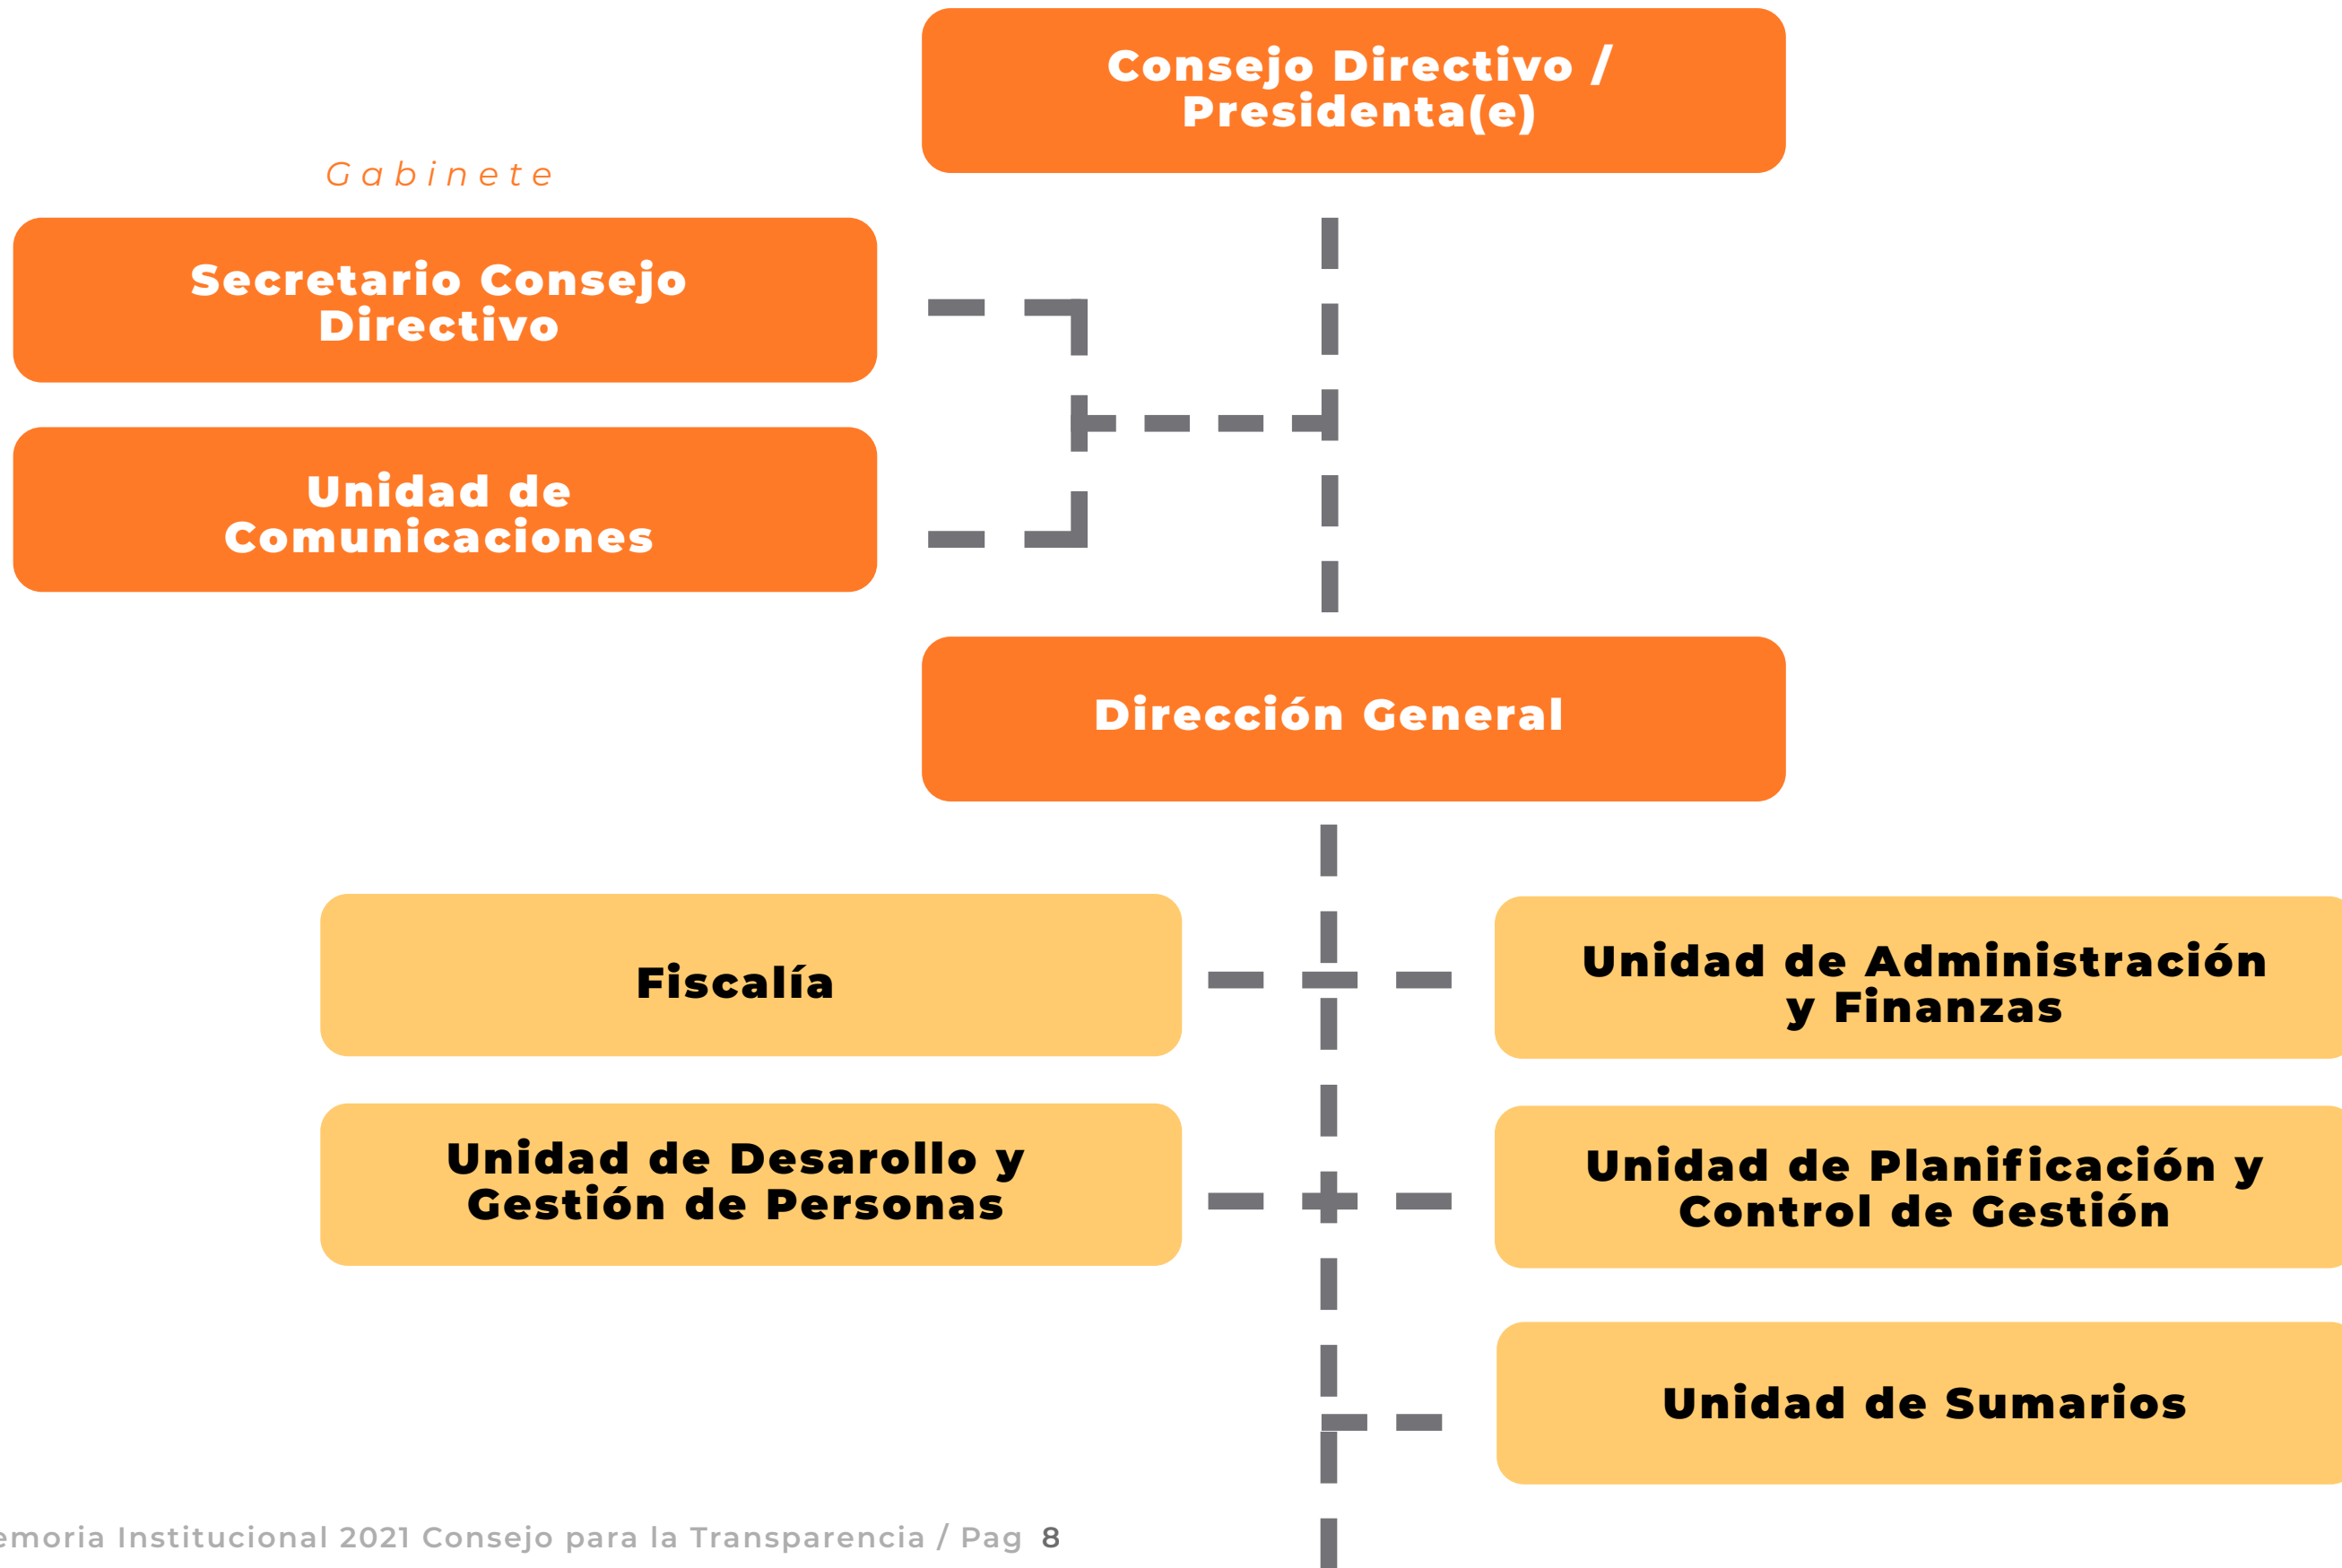 Consejo Directivo /
Presidenta(e)
Gabinete
Secretario Consejo
Directivo
Unidad de
Comunicaciones
Dirección General
Fiscalía
Unidad de Administración
y Finanzas
Unidad de Desarollo y
Gestión de Personas
Unidad de Planificación y
Control de Gestión
Unidad de Sumarios
emoria Institucional 2021 Consejo para la Transparencia / Pag 8